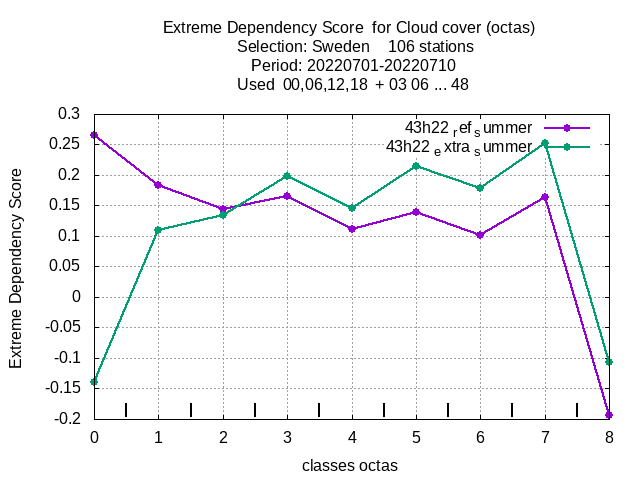 Extreme Dependency Score for Cloud cover (octas)
Selection: Sweden 106 stations
Period: 20220701-20220710
Used 00,06,12,18 + 03 06 ... 48
43h22 ref summer
43h22 extra summer
Extreme Dependency Score
0.3
0.25
0.2
0.15
0.1
0.05
0
-0.05
-0.1
-0.15
-0.2
0 1 2 3 4 5 6 7 8
classes octas